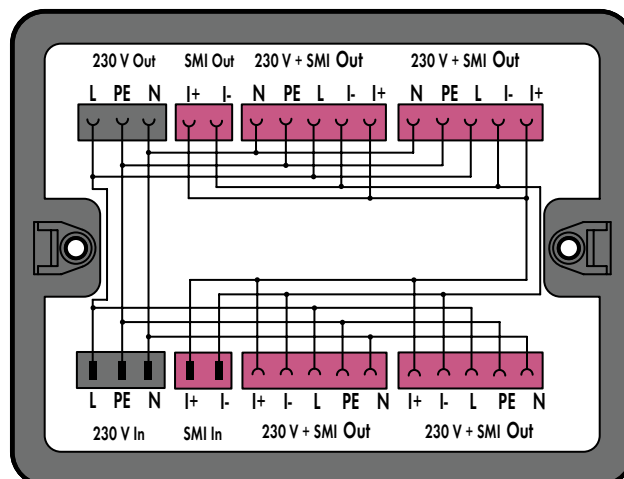 230 V Out SMI Out 230 V + SMI Out 230 V + SMI Out
L PE N I+ I- N PE L I- I+ N PE L I- I+
L PE N I+ I- I+ I- L PE N I+ I- L PE N
230 V In SMI In 230 V + SMI Out 230 V + SMI Out